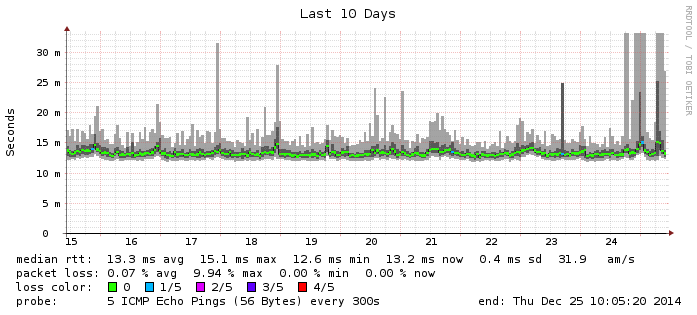 Last 10 Days
RRDTOOL / TOBI OETIKER
Seconds
30 m
25 m
20 m
15 m
10 m
5 m
0
15 16 17 18 19 20 21 22 23 24
median rtt: 13.3 ms avg 15.1 ms max 12.6 ms min 13.2 ms now 0.4 ms sd 31.9 am/s
packet loss: 0.07 % avg 9.94 % max 0.00 % min 0.00 % now
loss color: 0 1/5 2/5 3/5 4/5
probe: 5 ICMP Echo Pings (56 Bytes) every 300s end: Thu Dec 25 10:05:20 2014